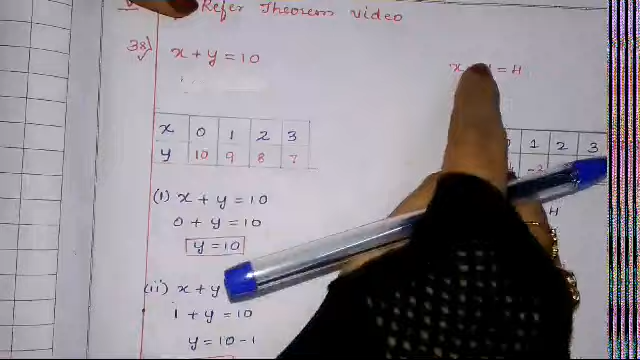 Refer Theorem video
38) x + y = 10
= 4
x 0 1 2 3
y 10 9 8 7
1 2 3
-2
(i) x + y = 10
0 + y = 10
y = 10
(ii) x + y
1 + y = 10
y = 10 - 1